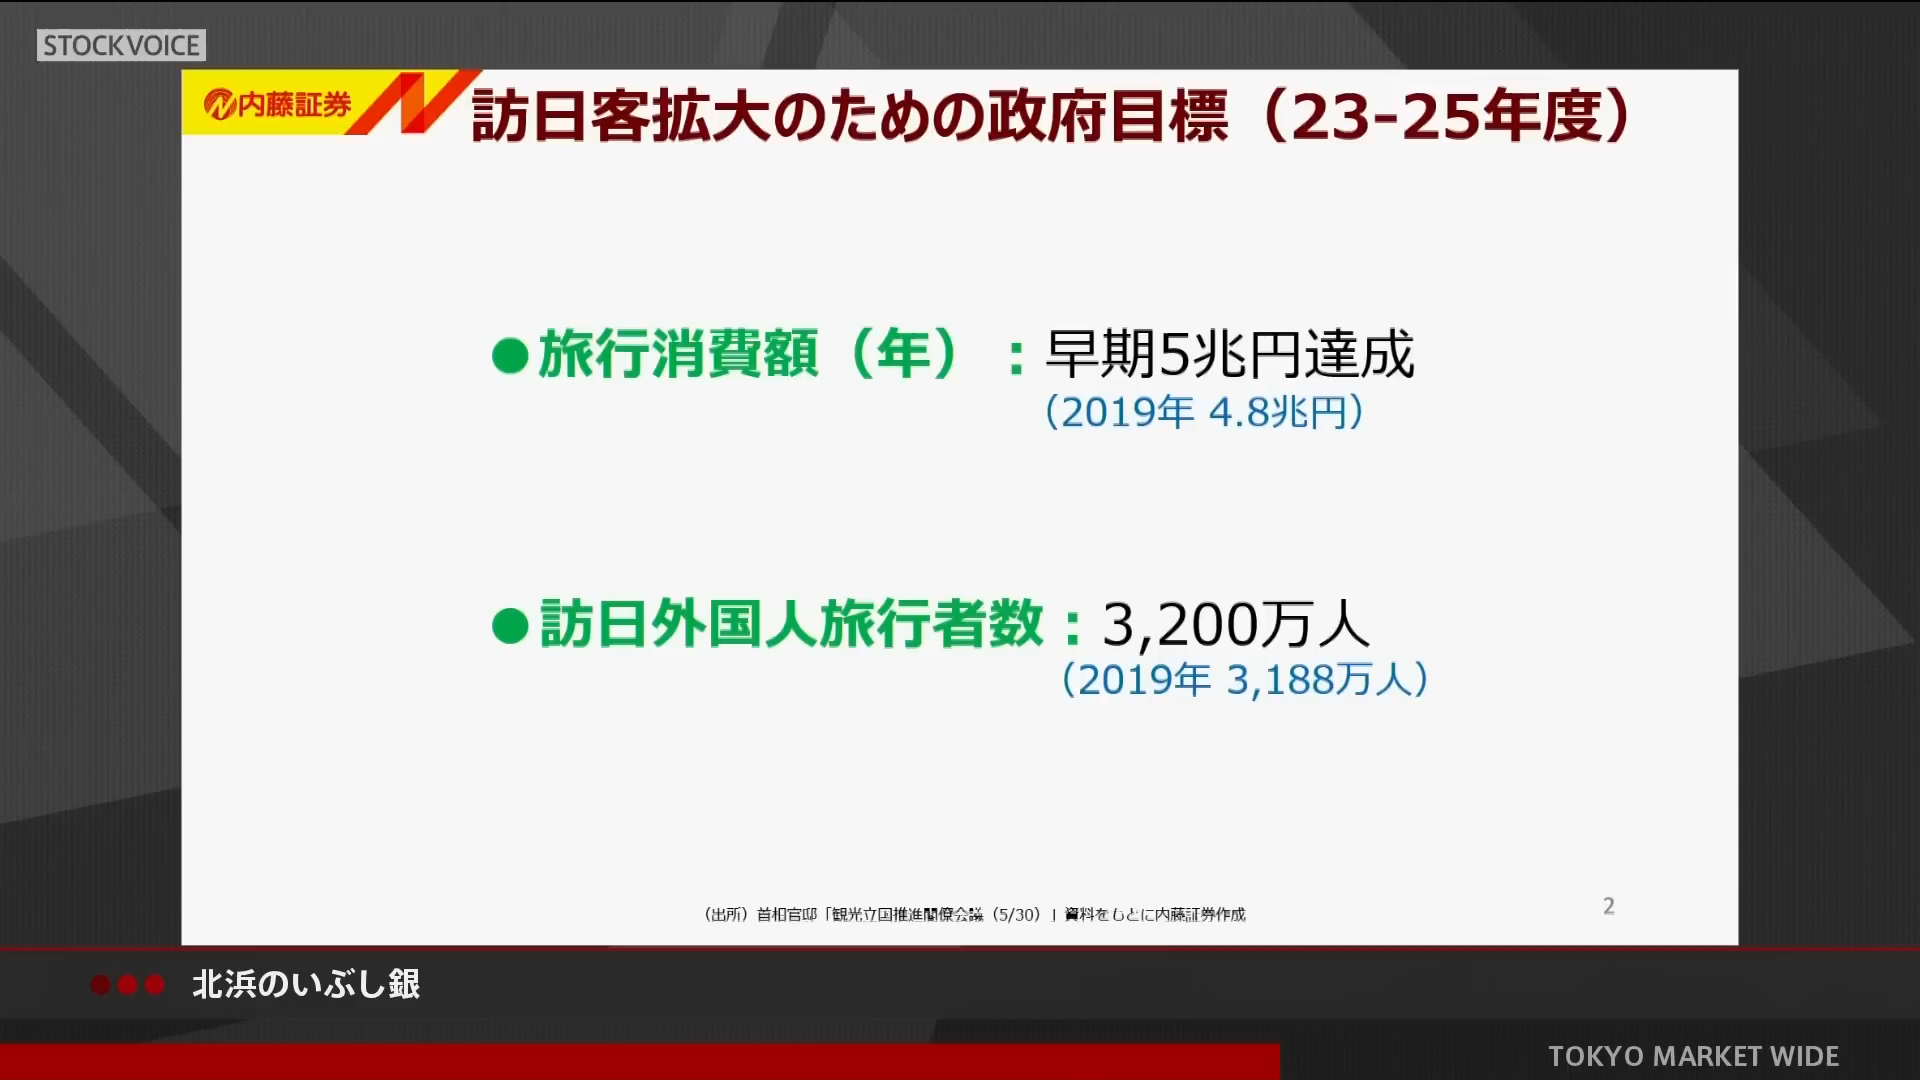 STOCKVOICE
内藤証券
訪日客拡大のための政府目標（23-25年度）
●旅行消費額（年）：早期5兆円達成
（2019年 4.8兆円）
●訪日外国人旅行者数：3,200万人
（2019年 3,188万人）
（出所）首相官邸「観光立国推進閣僚会議（5/30）」資料をもとに内藤証券作成
2
北浜のいぶし銀
TOKYO MARKET WIDE